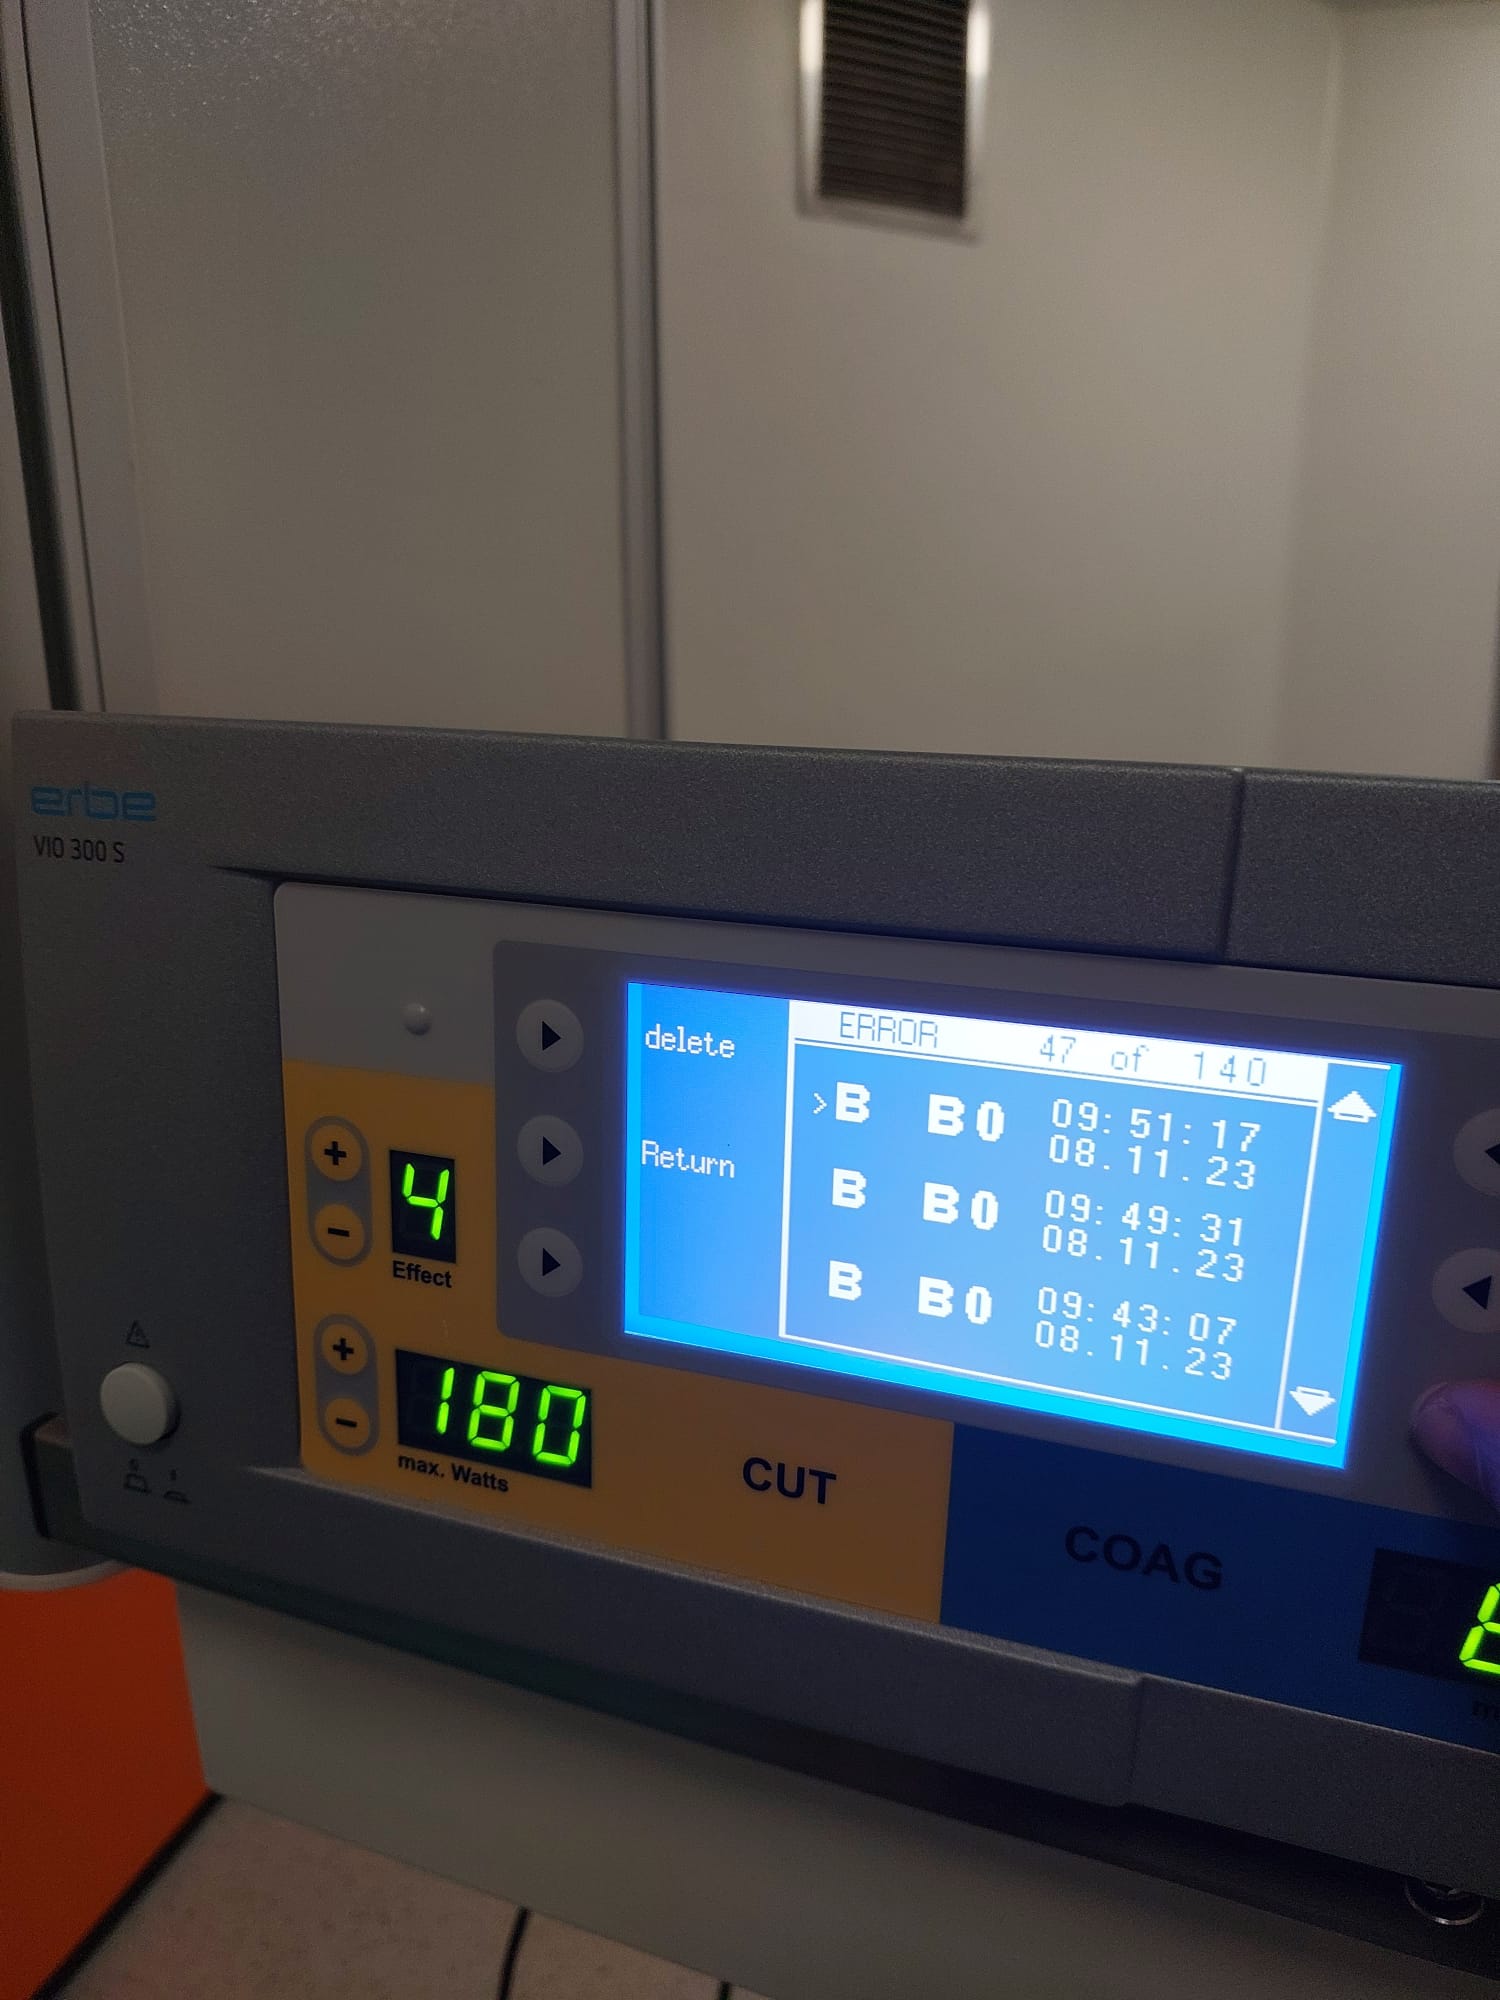 erbe
VIO 300 S
delete
Return
ERROR 47 of 140
>B B0 09:51:17
08.11.23
B B0 09:49:31
08.11.23
B B0 09:43:07
08.11.23
+
4
-
Effect
+
180
-
max. Watts
CUT
COAG